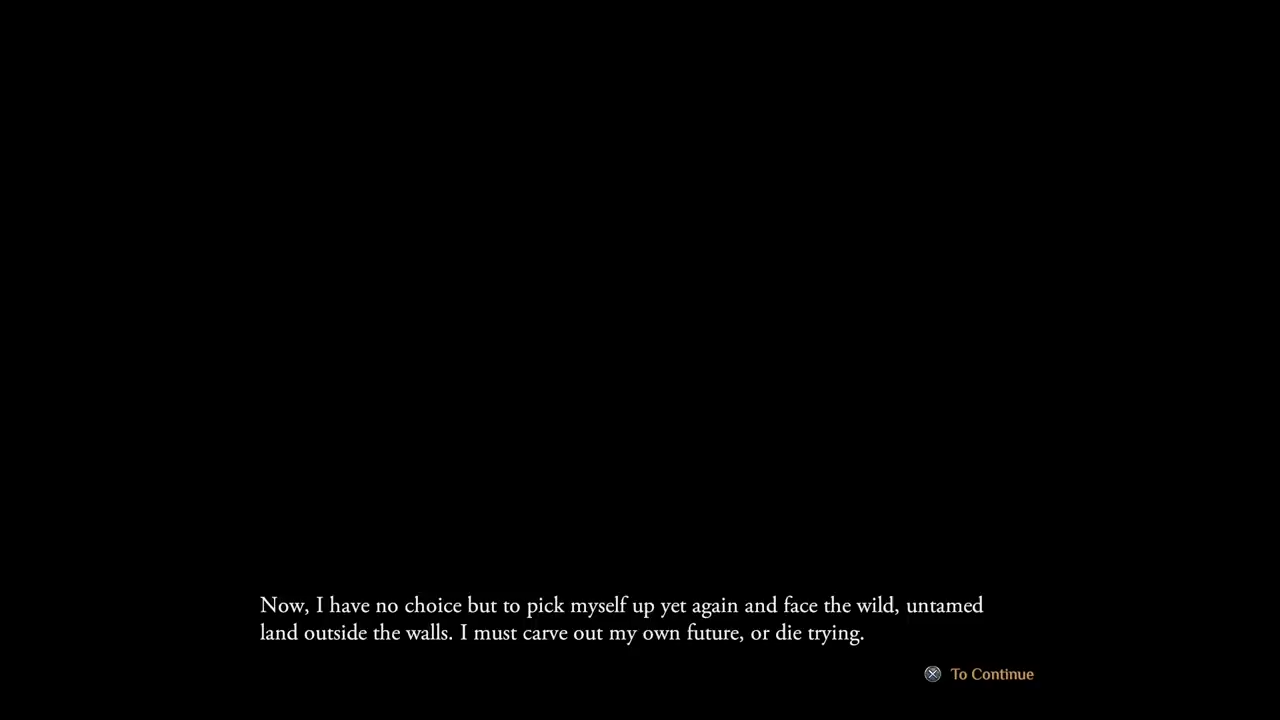 Now, I have no choice but to pick myself up yet again and face the wild, untamed
land outside the walls. I must carve out my own future, or die trying.
To Continue